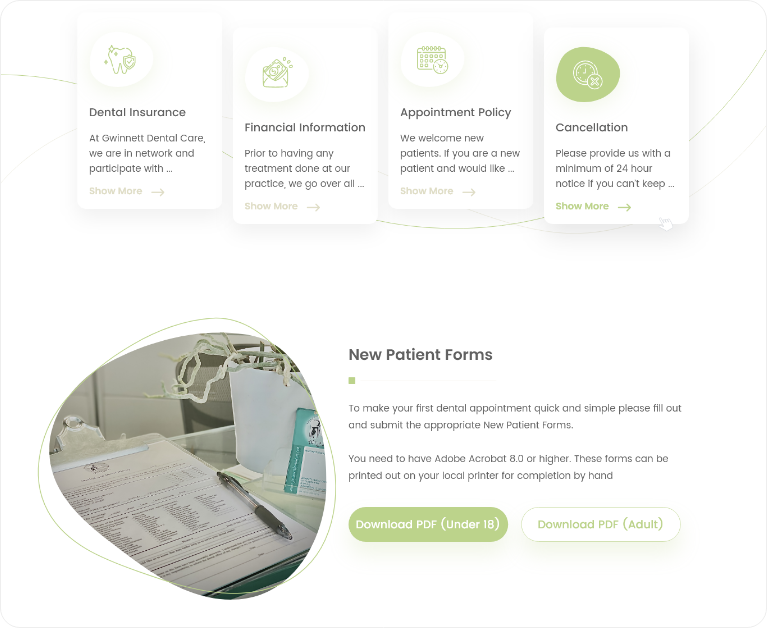 Dental Insurance
At Gwinnett Dental Care,
we are in network and
participate with ...
Show More
Financial Information
Prior to having any
treatment done at our
practice, we go over all ...
Show More
Appointment Policy
We welcome new
patients. If you are a new
patient and would like ...
Show More
Cancellation
Please provide us with a
minimum of 24 hour
notice if you can't keep ...
Show More
New Patient Forms
To make your first dental appointment quick and simple please fill out
and submit the appropriate New Patient Forms.
You need to have Adobe Acrobat 8.0 or higher. These forms can be
printed out on your local printer for completion by hand
Download PDF (Under 18)
Download PDF (Adult)